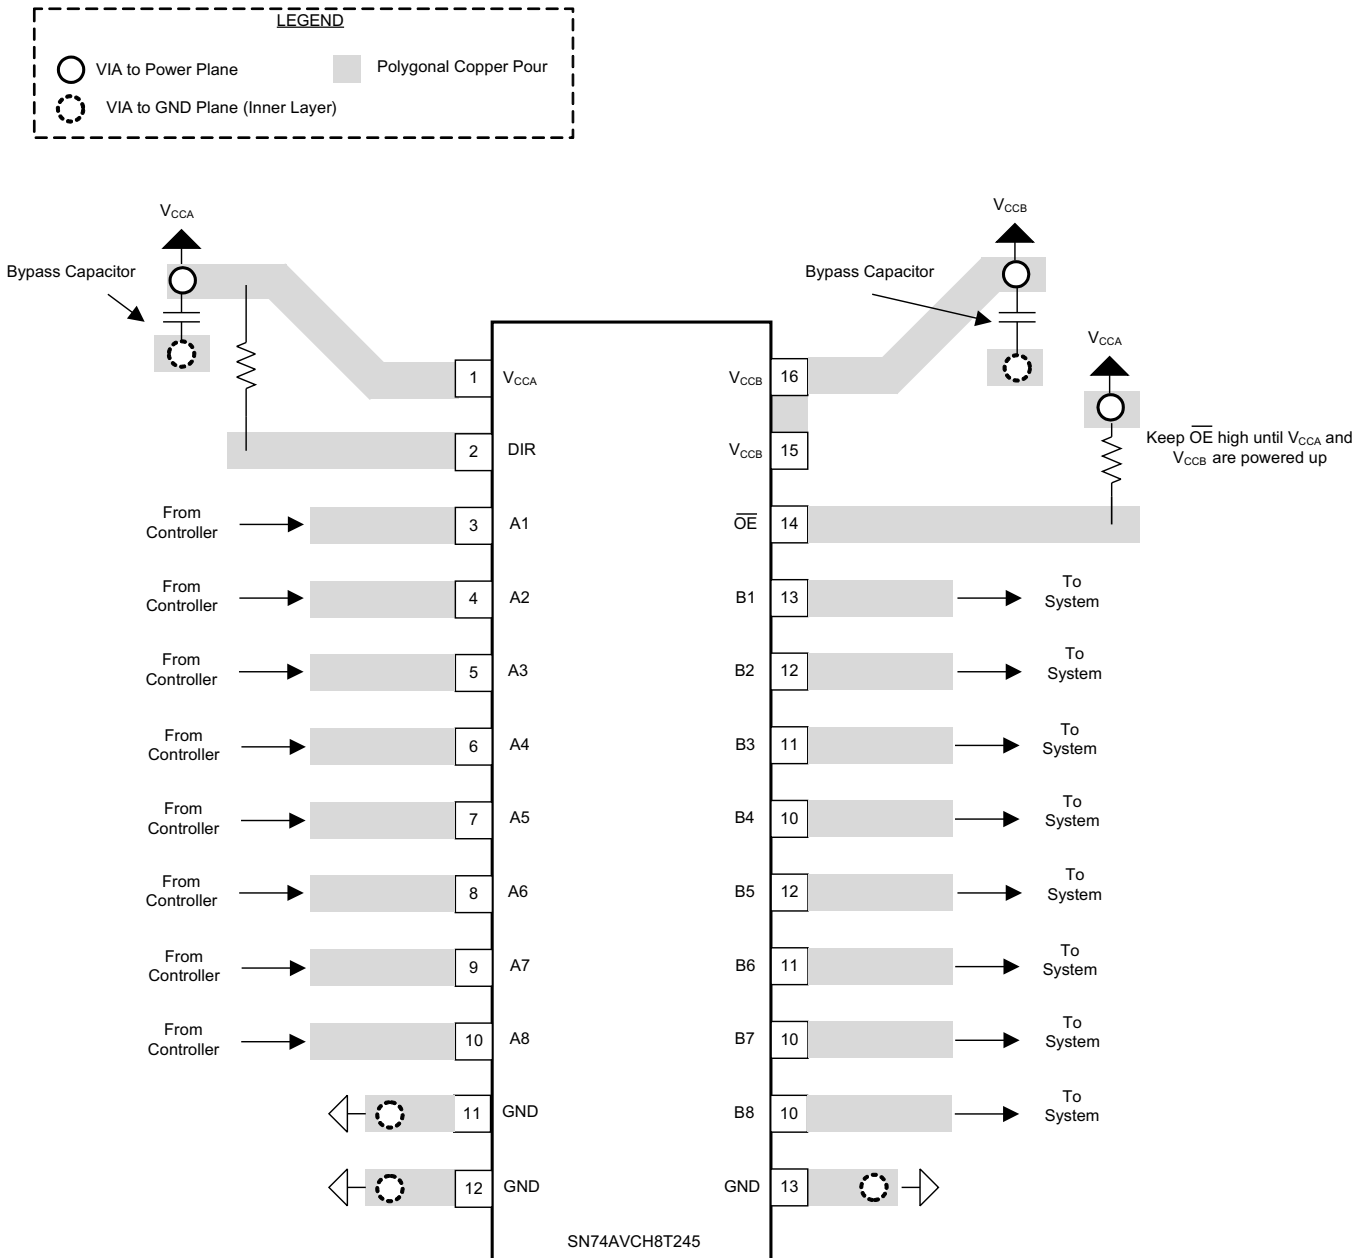 LEGEND
VIA to Power Plane
Polygonal Copper Pour
VIA to GND Plane (Inner Layer)
VCCA
Bypass Capacitor
VCCB
Bypass Capacitor
VCCA
Keep OE high until VCCA and
VCCB are powered up
1 VCCA
VCCB 16
2 DIR
VCCB 15
From
Controller
3 A1
OE 14
From
Controller
4 A2
B1 13
To
System
From
Controller
5 A3
B2 12
To
System
From
Controller
6 A4
B3 11
To
System
From
Controller
7 A5
B4 10
To
System
From
Controller
8 A6
B5 12
To
System
From
Controller
9 A7
B6 11
To
System
From
Controller
10 A8
B7 10
To
System
11 GND
B8 10
To
System
12 GND
GND 13
SN74AVCH8T245